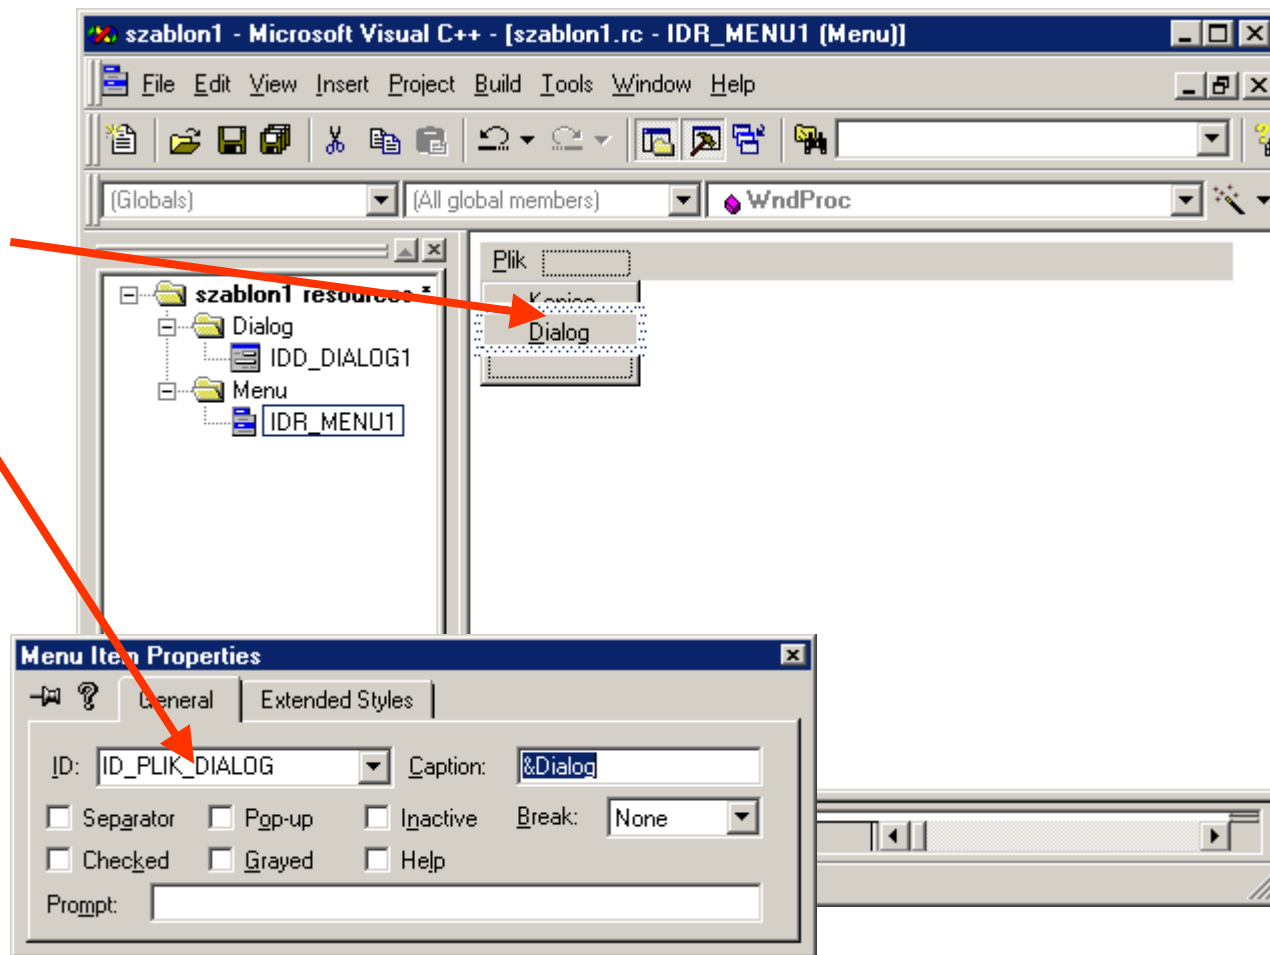 szablon1 - Microsoft Visual C++ - [szablon1.rc - IDR_MENU1 (Menu)]
File Edit View Insert Project Build Tools Window Help
(Globals) (All global members) WndProc
Plik
szablon1 resources *
Koniec
Dialog
Dialog
IDD_DIALOG1
Menu
IDR_MENU1
Menu Item Properties
General Extended Styles
ID: ID_PLIK_DIALOG Caption: &Dialog
Separator Pop-up Inactive Break: None
Checked Grayed Help
Prompt: